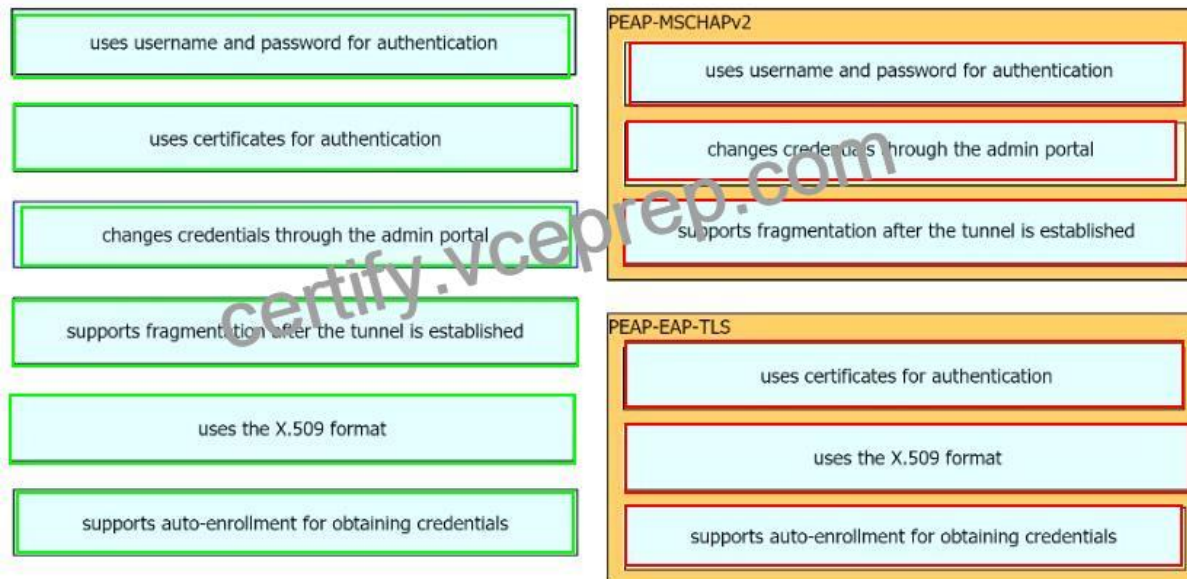 uses username and password for authentication
uses certificates for authentication
changes credentials through the admin portal
supports fragmentation after the tunnel is established
uses the X.509 format
supports auto-enrollment for obtaining credentials
PEAP-MSCHAPv2
uses username and password for authentication
changes credentials through the admin portal
supports fragmentation after the tunnel is established
PEAP-EAP-TLS
uses certificates for authentication
uses the X.509 format
supports auto-enrollment for obtaining credentials
certify.vceprep.com